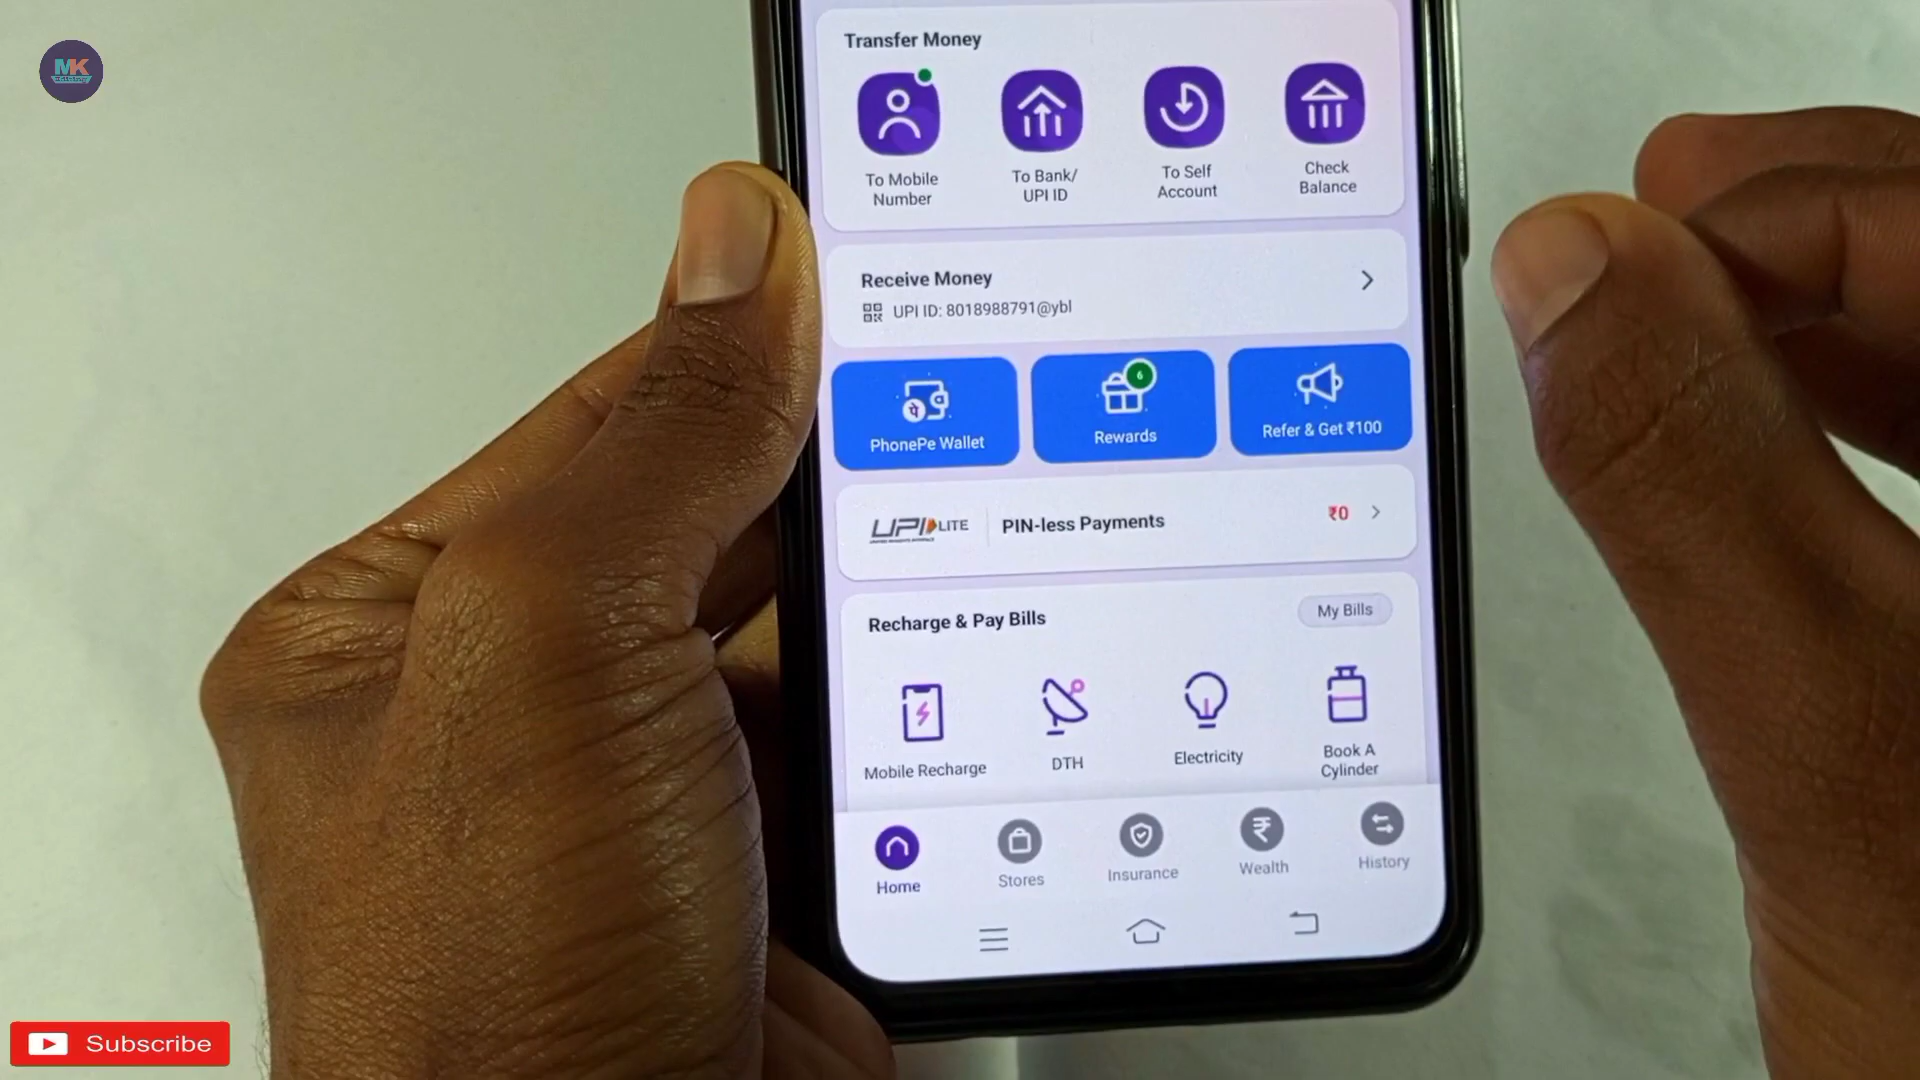 MK
Transfer Money
To Mobile
Number
To Bank/
UPI ID
To Self
Account
Check
Balance
Receive Money
UPI ID: 8018988791@ybl
पे
PhonePe Wallet
6
Rewards
Refer & Get ₹100
UPI LITE
PIN-less Payments
₹0
Recharge & Pay Bills
My Bills
Mobile Recharge
DTH
Electricity
Book A
Cylinder
Home
Stores
Insurance
₹
Wealth
History
Subscribe